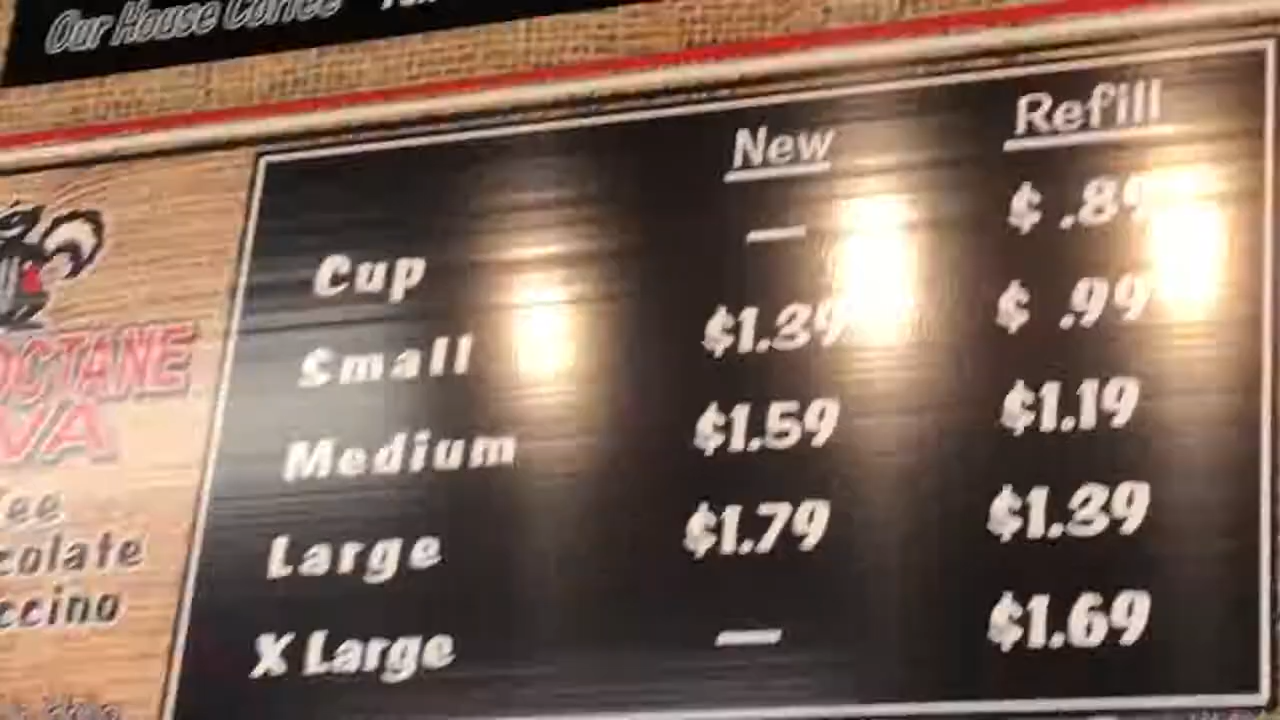 Our House Coffee
New Refill
Cup — $ .89
Small $1.39 $ .99
Medium $1.59 $1.19
Large $1.79 $1.39
X Large — $1.69
OCTANE